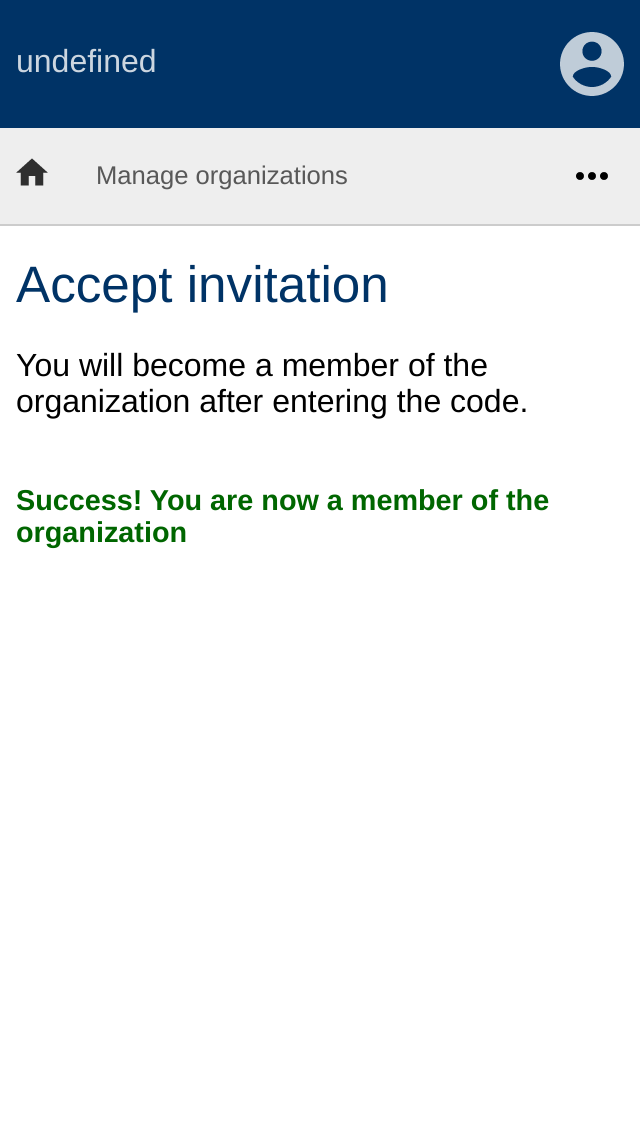 undefined
Manage organizations
Accept invitation
You will become a member of the
organization after entering the code.
Success! You are now a member of the
organization